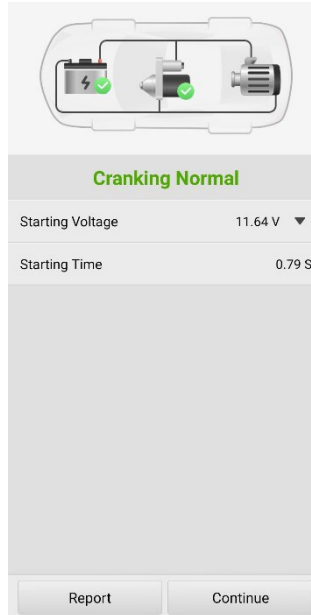 Cranking Normal
Starting Voltage 11.64 V
Starting Time 0.79 S
Report Continue